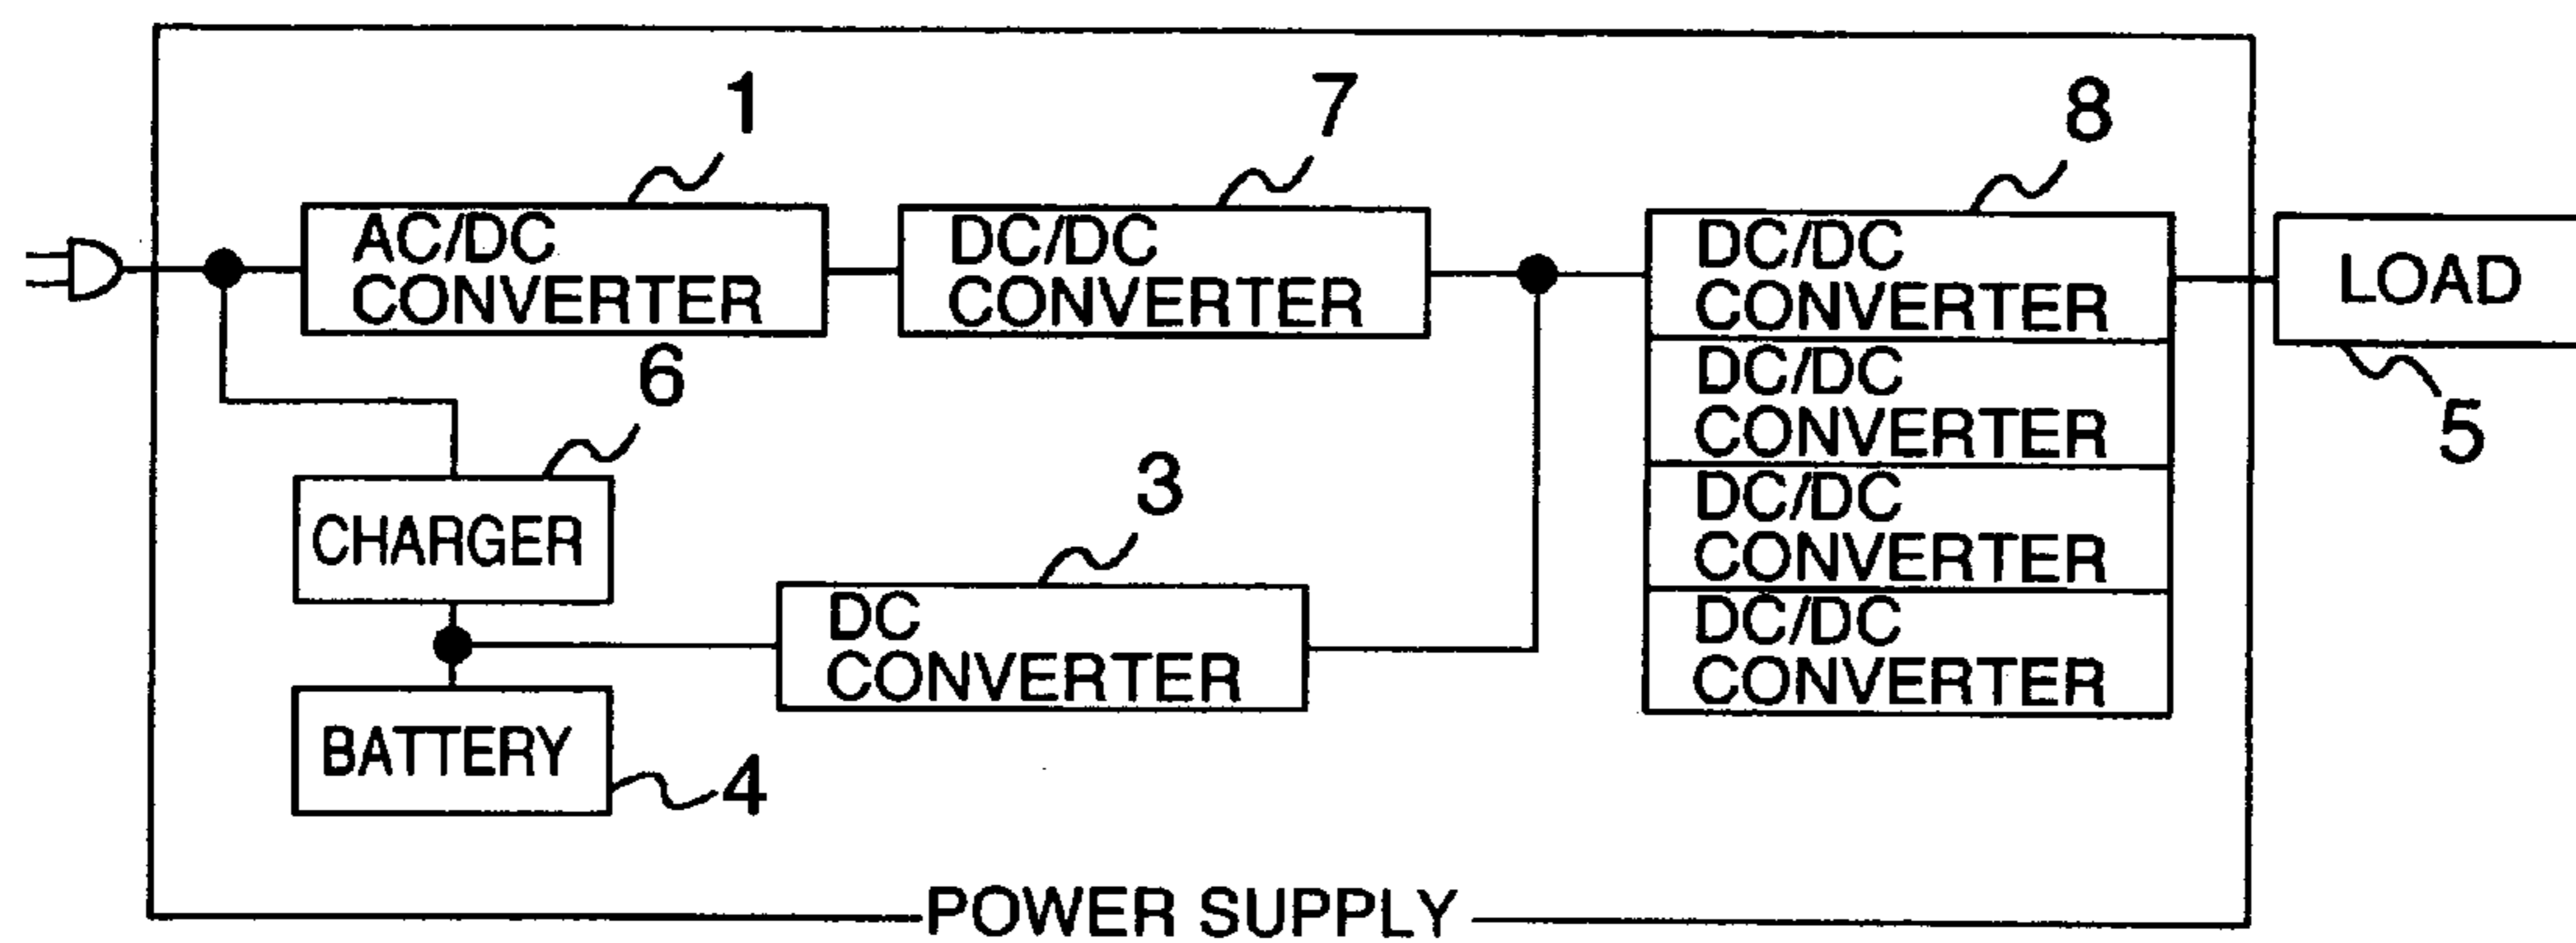 1
7
8
AC/DC
CONVERTER
DC/DC
CONVERTER
DC/DC
CONVERTER
LOAD
5
DC/DC
CONVERTER
DC/DC
CONVERTER
DC/DC
CONVERTER
6
CHARGER
3
DC
CONVERTER
BATTERY
4
POWER SUPPLY